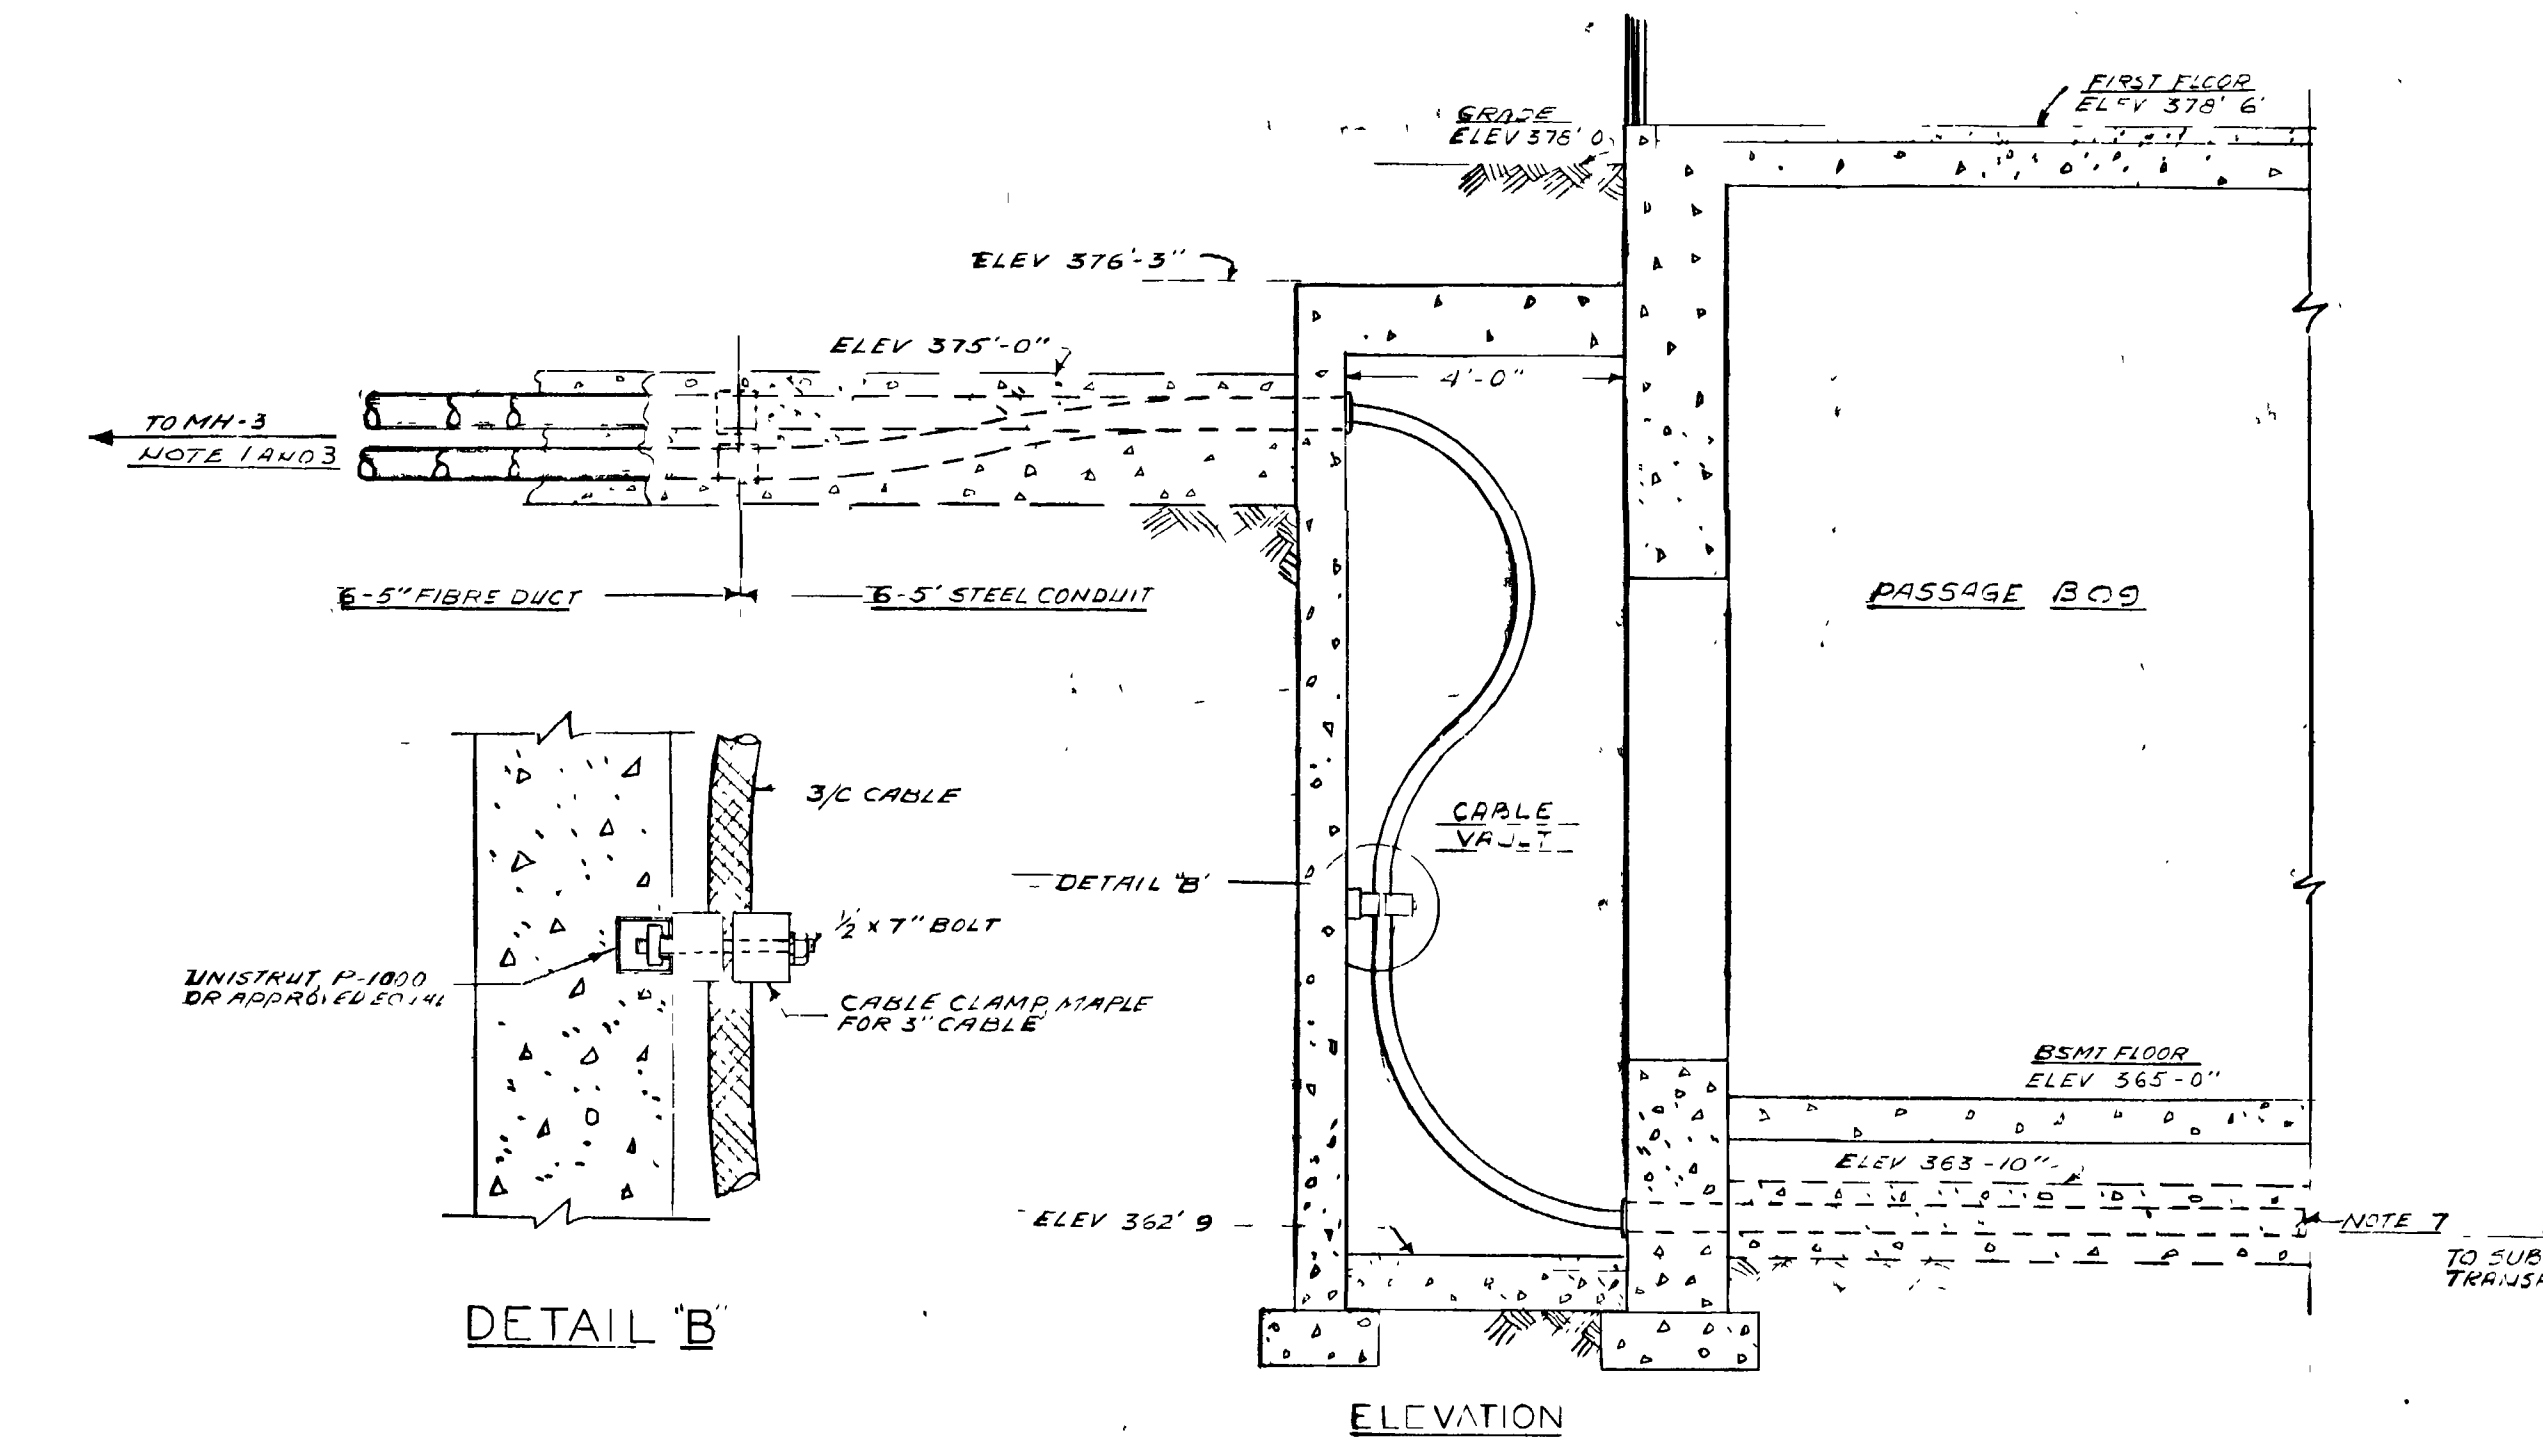 FIRST FLOOR
ELEV 378' 6'
GRADE
ELEV 378' 0
ELEV 376'-3"
ELEV 375'-0"
4'-0"
TO MH-3
NOTE 1 AND 3
6-5" FIBRE DUCT
6-5' STEEL CONDUIT
PASSAGE B09
3/C CABLE
CABLE
VAULT
DETAIL "B'
1/2 x 7" BOLT
UNISTRUT, P-1000
OR APPROVED EQUAL
CABLE CLAMP, MAPLE
FOR 3" CABLE
BSMT FLOOR
ELEV 365-0"
ELEV 363-10"
ELEV 362' 9
NOTE 7
TO SUB
TRANS
DETAIL "B"
ELEVATION